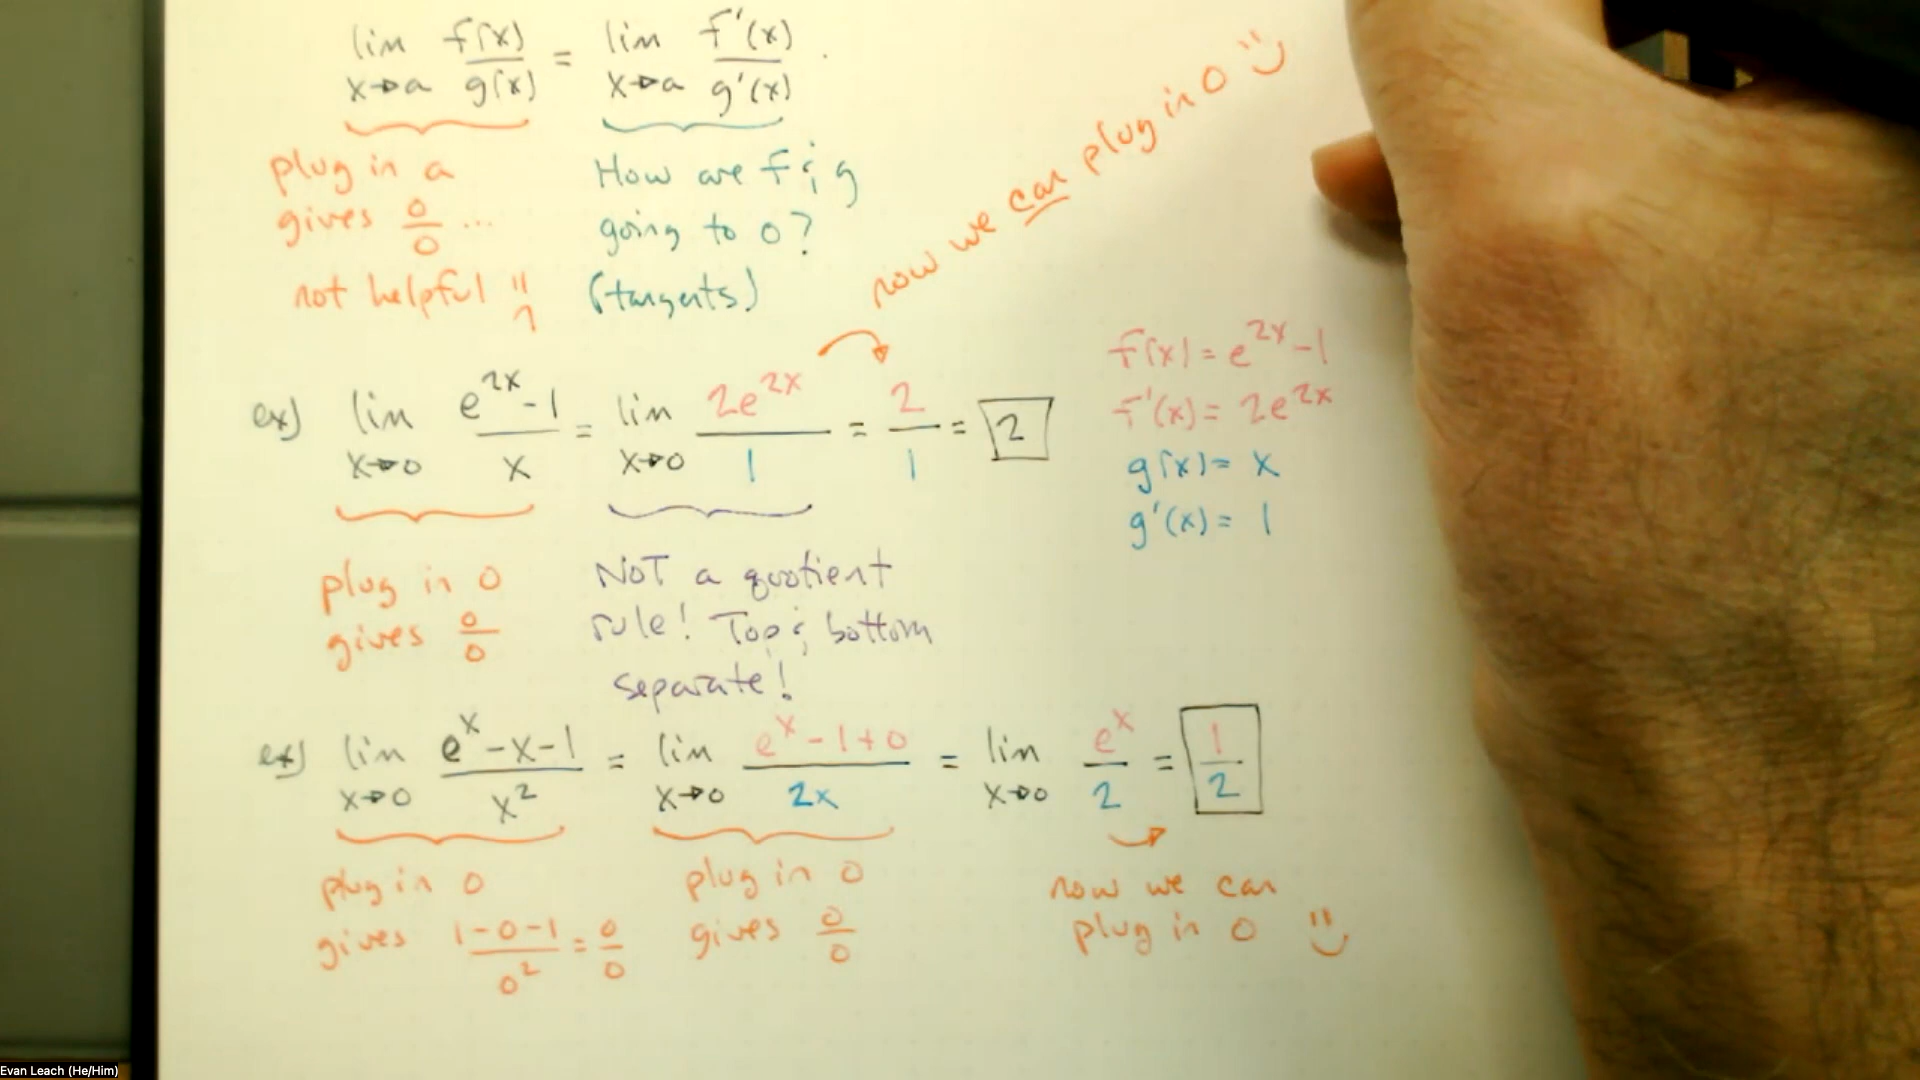 lim f(x)/g(x) = lim f'(x)/g'(x).
x→a x→a
plug in a
gives 0/0 ...
not helpful
How are f & g
going to 0?
(tangents)
now we can plug in 0
ex) lim e^2x-1 / x = lim 2e^2x / 1 = 2/1 = 2
x→0 x→0
f(x) = e^2x-1
f'(x) = 2e^2x
g(x) = x
g'(x) = 1
plug in 0
gives 0/0
NOT a quotient
rule! Top & bottom
separate!
ex) lim e^x-x-1 / x^2 = lim e^x-1+0 / 2x = lim e^x / 2 = 1/2
x→0 x→0 x→0
plug in 0
gives 1-0-1 / 0^2 = 0/0
plug in 0
gives 0/0
now we can
plug in 0
Evan Leach (He/Him)